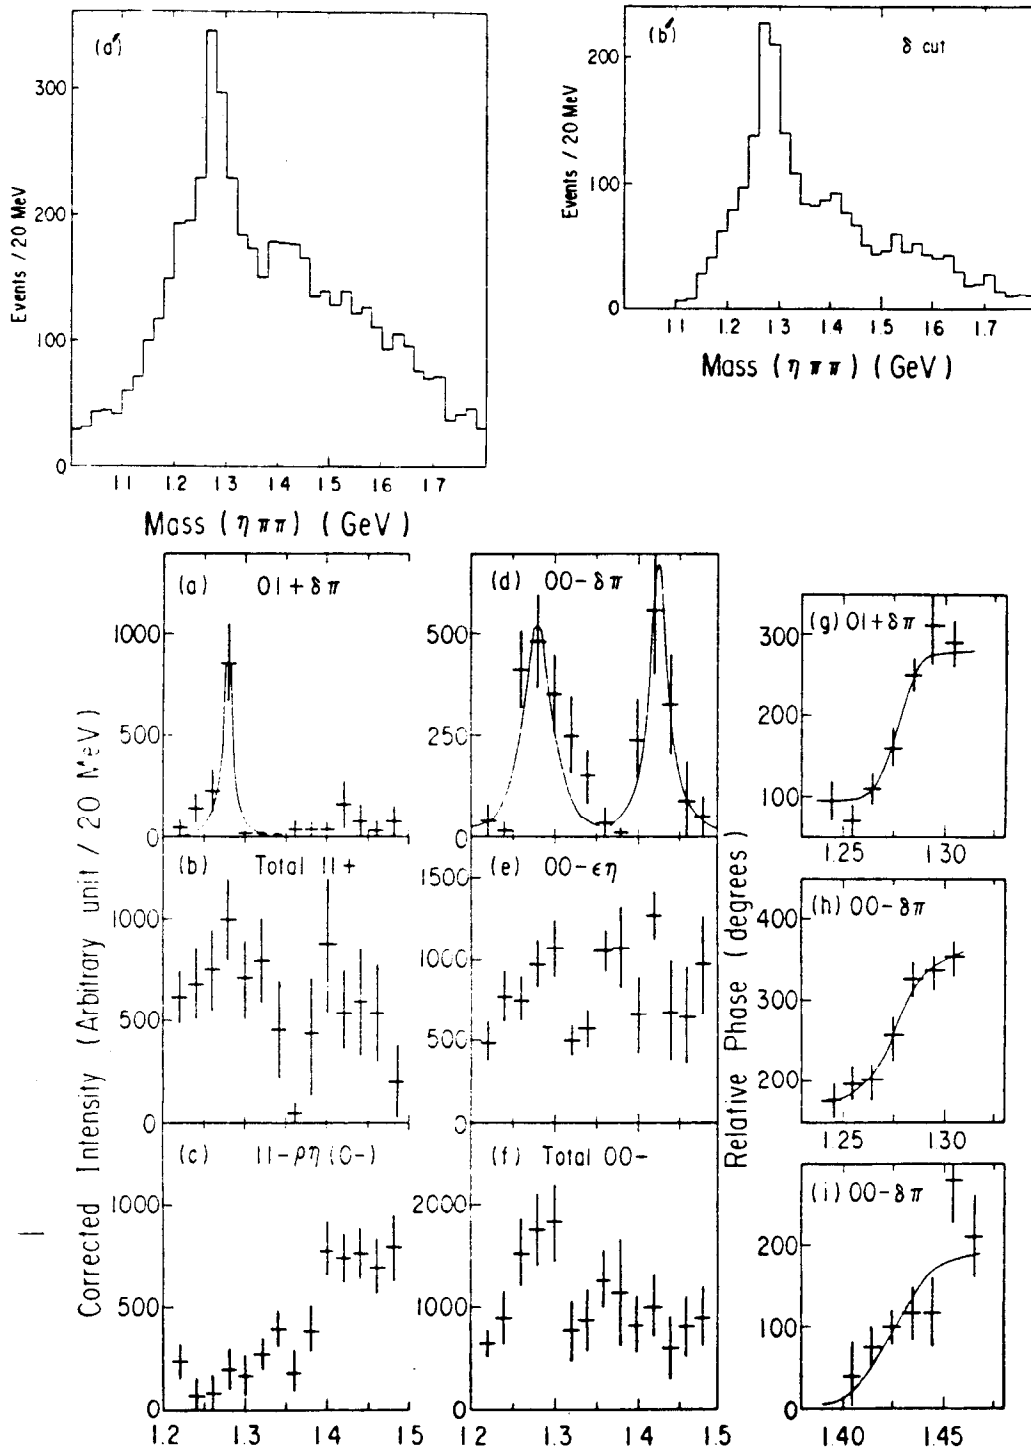 (a')
300
200
100
0
Events / 20 MeV
1.1 1.2 1.3 1.4 1.5 1.6 1.7
Mass (η π π) (GeV)
(b') δ cut
200
100
0
Events / 20 MeV
1.1 1.2 1.3 1.4 1.5 1.6 1.7
Mass (η π π) (GeV)
Corrected Intensity (Arbitrary unit / 20 MeV)
(a) 01+ δπ
1000
500
0
(b) Total 11+
1000
500
0
(c) 11- ρη (0-)
1000
500
0
1.2 1.3 1.4 1.5
(d) 00- δπ
500
250
0
(e) 00- εη
1500
1000
500
0
(f) Total 00-
2000
1000
0
1.2 1.3 1.4 1.5
Relative Phase (degrees)
(g) 01+ δπ
300
200
100
1.25 1.30
(h) 00- δπ
400
300
200
1.25 1.30
(i) 00- δπ
200
100
0
1.40 1.45